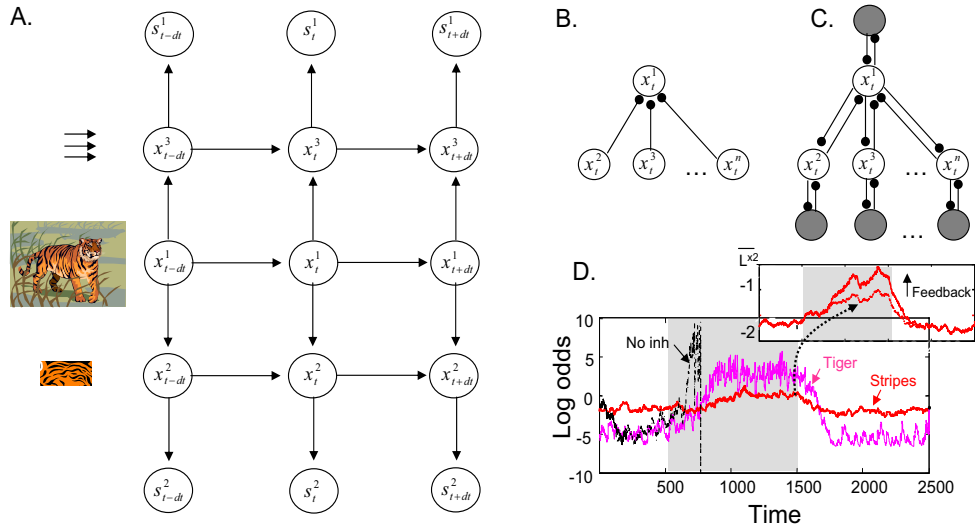 A.
s¹ₜ₋dt s¹ₜ s¹ₜ₊dt
x³ₜ₋dt x³ₜ x³ₜ₊dt
x¹ₜ₋dt x¹ₜ x¹ₜ₊dt
x²ₜ₋dt x²ₜ x²ₜ₊dt
s²ₜ₋dt s²ₜ s²ₜ₊dt
B.
x¹ₜ
x²ₜ x³ₜ ... xⁿₜ
C.
x¹ₜ
x²ₜ x³ₜ ... xⁿₜ
...
D.
L^x2
-1
-2
Feedback
10
5
0
-5
-10
Log odds
No inh
Tiger
Stripes
500 1000 1500 2000 2500
Time